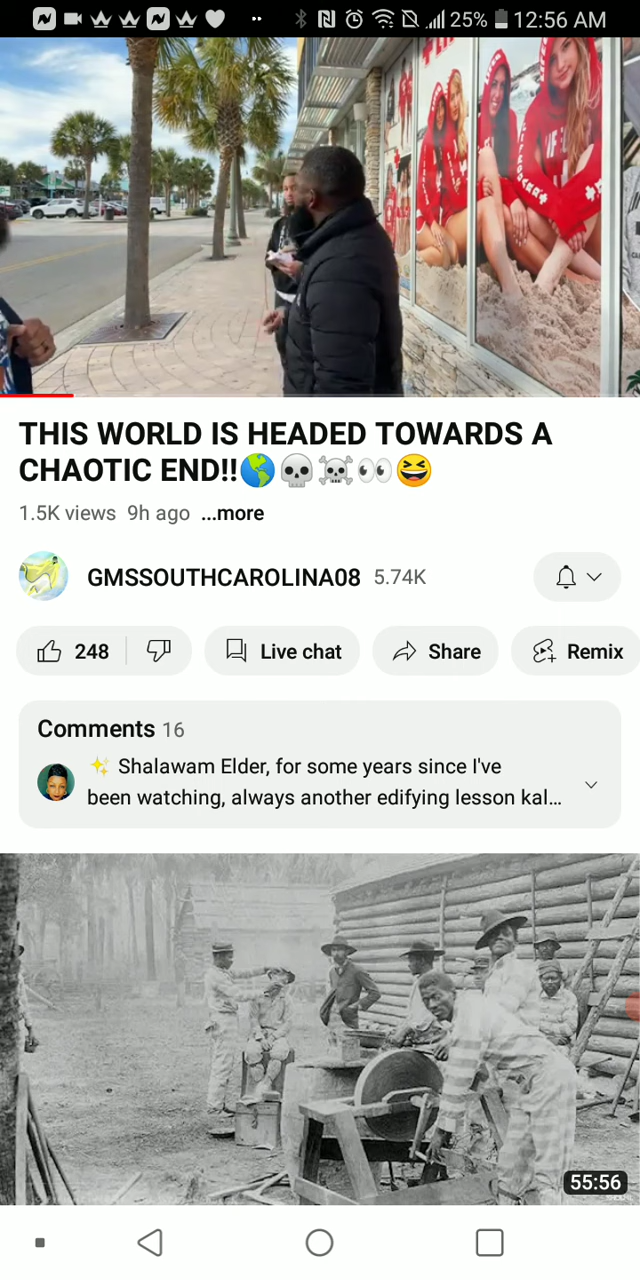 25% 12:56 AM
THIS WORLD IS HEADED TOWARDS A
CHAOTIC END!!🌎💀☠️👀😆
1.5K views 9h ago ...more
GMSSOUTHCAROLINA08 5.74K
248 Live chat Share Remix
Comments 16
✨ Shalawam Elder, for some years since I've
been watching, always another edifying lesson kal...
55:56